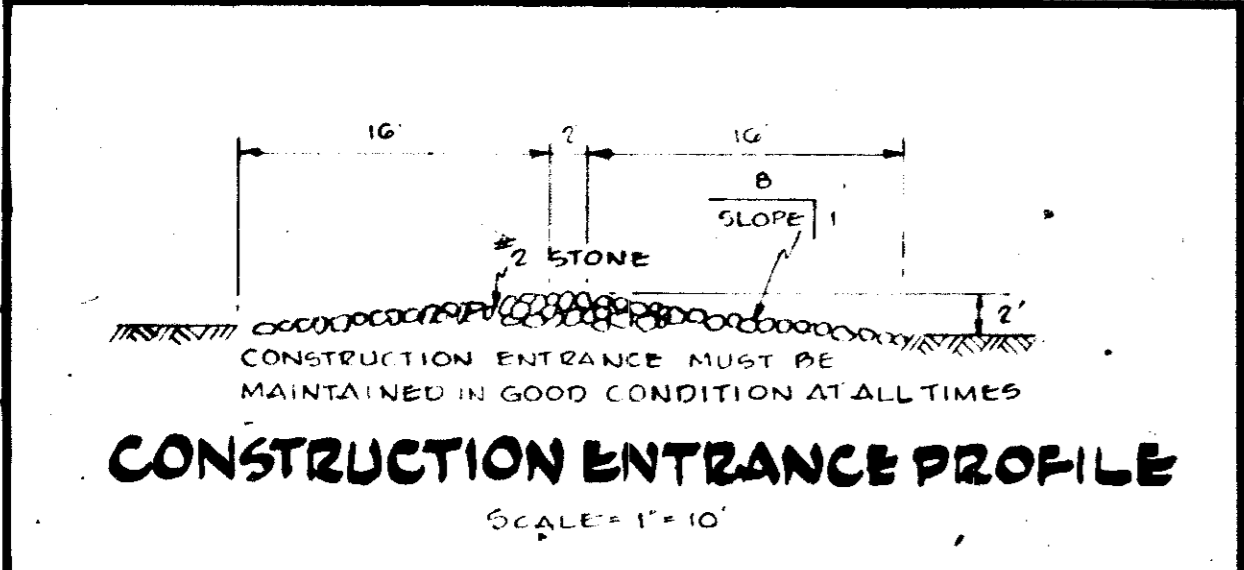 16' 2' 16'
8
SLOPE 1
#2 STONE
2'
CONSTRUCTION ENTRANCE MUST BE
MAINTAINED IN GOOD CONDITION AT ALL TIMES
CONSTRUCTION ENTRANCE PROFILE
SCALE = 1" = 10'